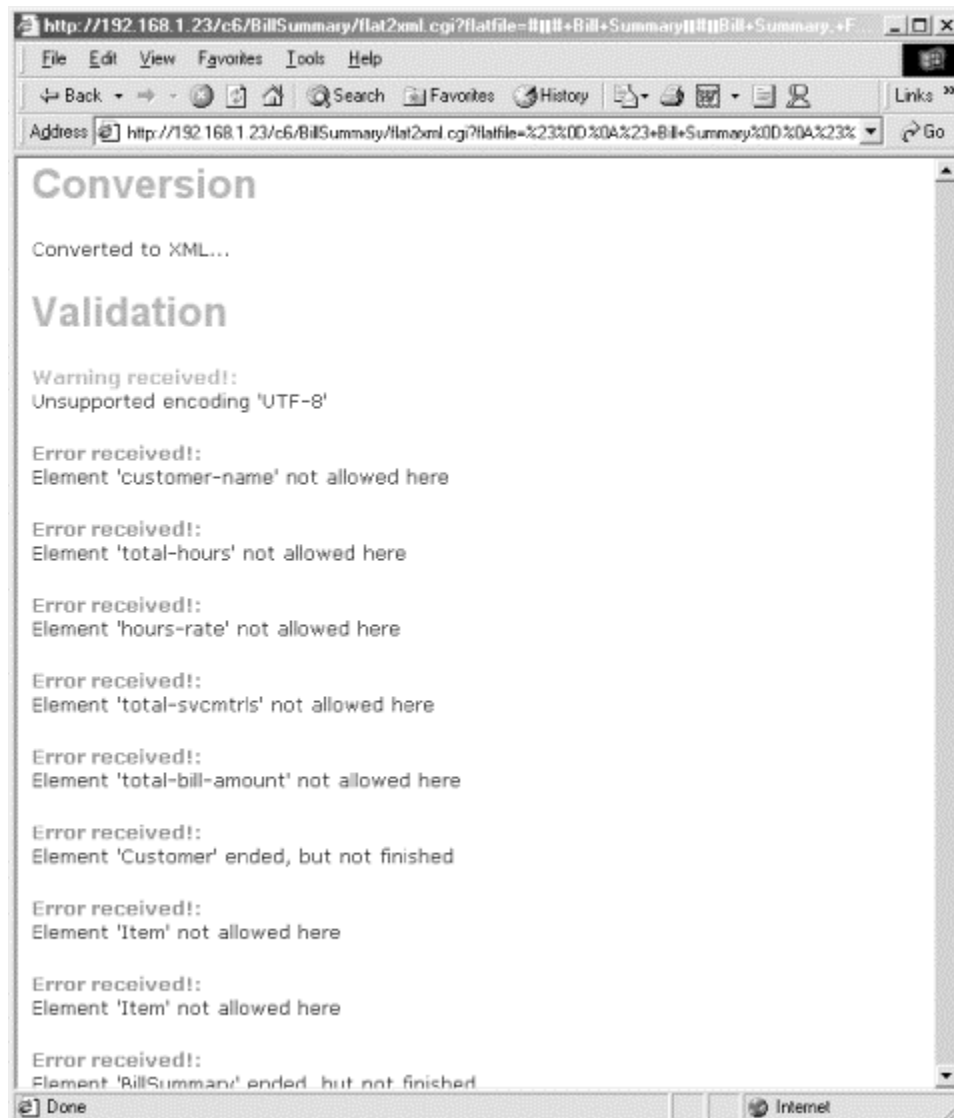 http://192.168.1.23/c6/BillSummary/flat2xml.cgi?flatfile=#||#+Bill+Summary||#||Bill+Summary,+F
File Edit View Favorites Tools Help
Back Search Favorites History Links »
Address http://192.168.1.23/c6/BillSummary/flat2xml.cgi?flatfile=%23%0D%0A%23+Bill+Summary%0D%0A%23% Go
Conversion
Converted to XML...
Validation
Warning received!:
Unsupported encoding 'UTF-8'
Error received!:
Element 'customer-name' not allowed here
Error received!:
Element 'total-hours' not allowed here
Error received!:
Element 'hours-rate' not allowed here
Error received!:
Element 'total-svcmtrls' not allowed here
Error received!:
Element 'total-bill-amount' not allowed here
Error received!:
Element 'Customer' ended, but not finished
Error received!:
Element 'Item' not allowed here
Error received!:
Element 'Item' not allowed here
Error received!:
Element 'BillSummary' ended, but not finished
Done Internet